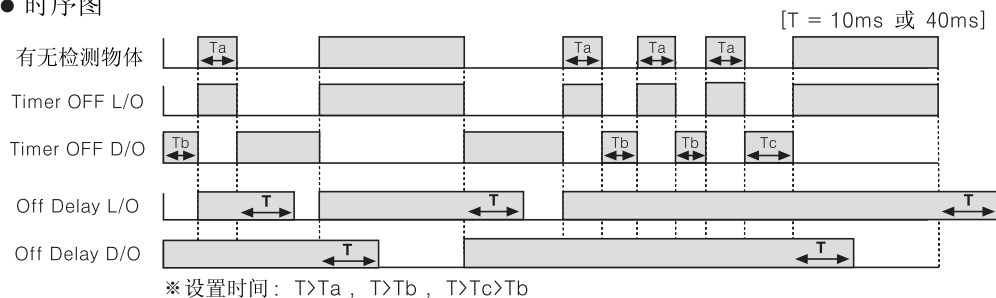 ● 时序图
[T = 10ms 或 40ms]
有无检测物体 Ta Ta Ta Ta
Timer OFF L/O
Timer OFF D/O Tb Tb Tb Tc
Off Delay L/O T T T
Off Delay D/O T T
※设置时间: T>Ta , T>Tb , T>Tc>Tb